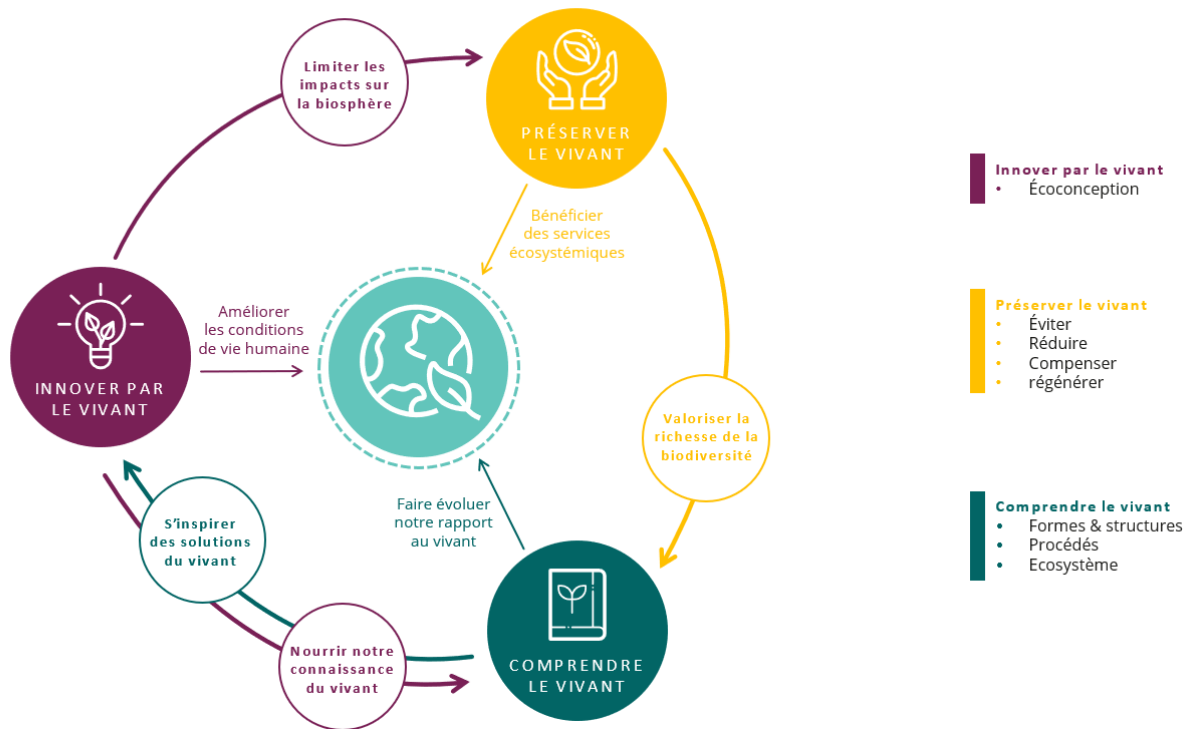 Limiter les
impacts sur
la biosphère
PRÉSERVER
LE VIVANT
Bénéficier
des services
écosystémiques
INNOVER PAR
LE VIVANT
Améliorer
les conditions
de vie humaine
Valoriser la
richesse de la
biodiversité
S’inspirer
des solutions
du vivant
Faire évoluer
notre rapport
au vivant
Nourrir notre
connaissance
du vivant
COMPRENDRE
LE VIVANT
Innover par le vivant
• Écoconception
Préserver le vivant
• Éviter
• Réduire
• Compenser
• régénérer
Comprendre le vivant
• Formes & structures
• Procédés
• Ecosystème